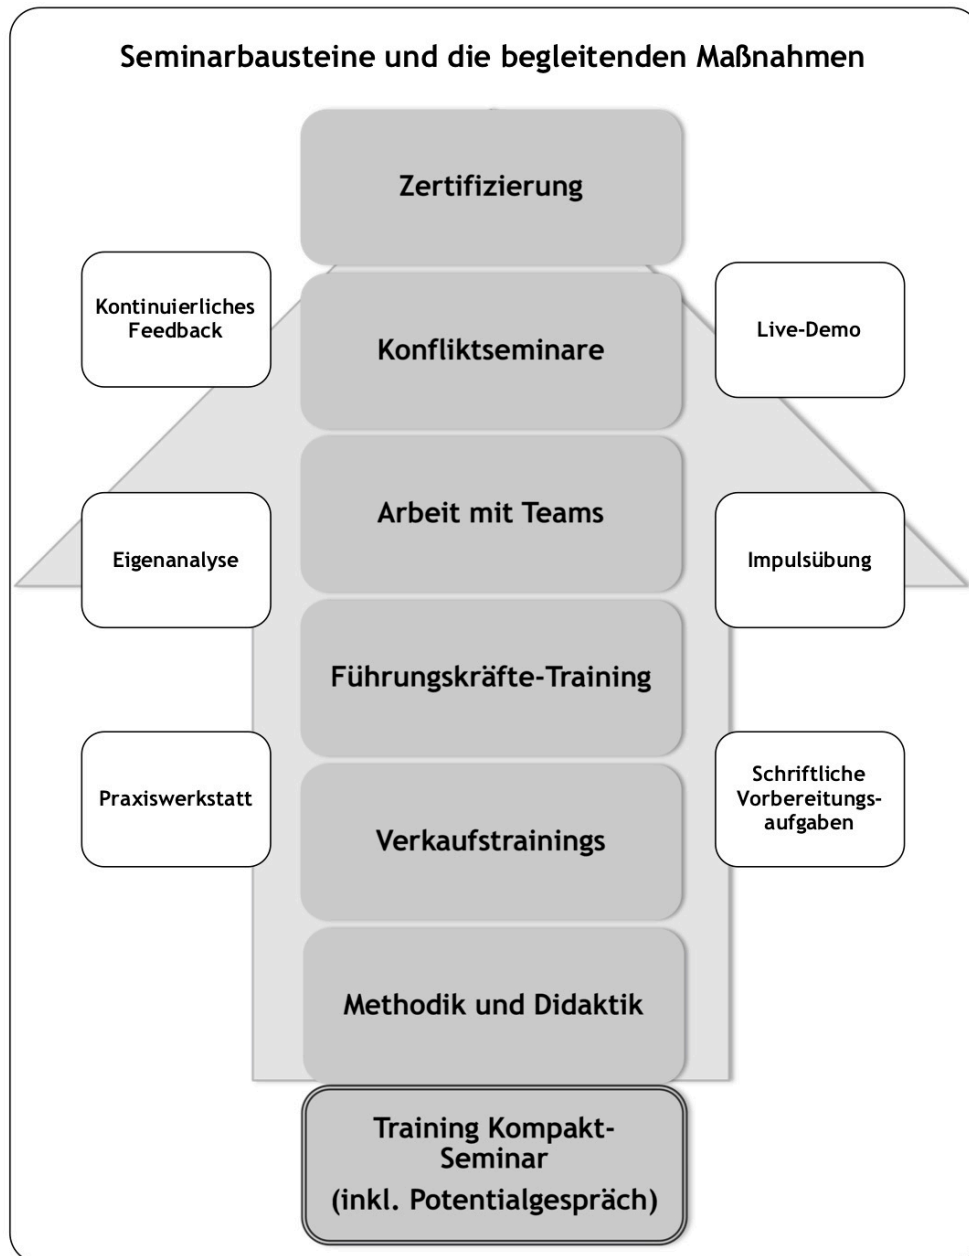 Seminarbausteine und die begleitenden Maßnahmen
Zertifizierung
Kontinuierliches
Feedback
Live-Demo
Konfliktseminare
Arbeit mit Teams
Eigenanalyse
Impulsübung
Führungskräfte-Training
Praxiswerkstatt
Schriftliche
Vorbereitungs-
aufgaben
Verkaufstrainings
Methodik und Didaktik
Training Kompakt-
Seminar
(inkl. Potentialgespräch)